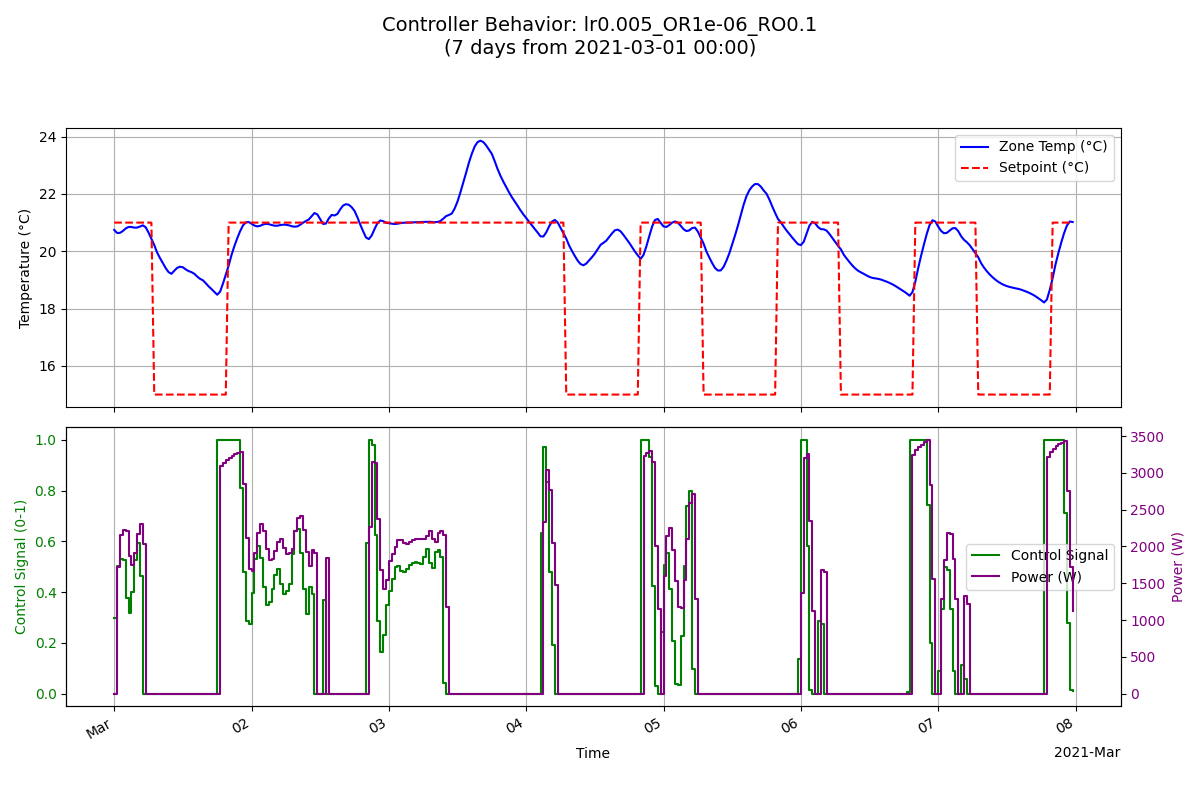 Controller Behavior: lr0.005_OR1e-06_RO0.1
(7 days from 2021-03-01 00:00)
24
22
20
18
16
Temperature (°C)
Zone Temp (°C)
Setpoint (°C)
1.0
0.8
0.6
0.4
0.2
0.0
Control Signal (0-1)
3500
3000
2500
2000
1500
1000
500
0
Power (W)
Control Signal
Power (W)
Mar
02
03
04
05
06
07
08
Time
2021-Mar